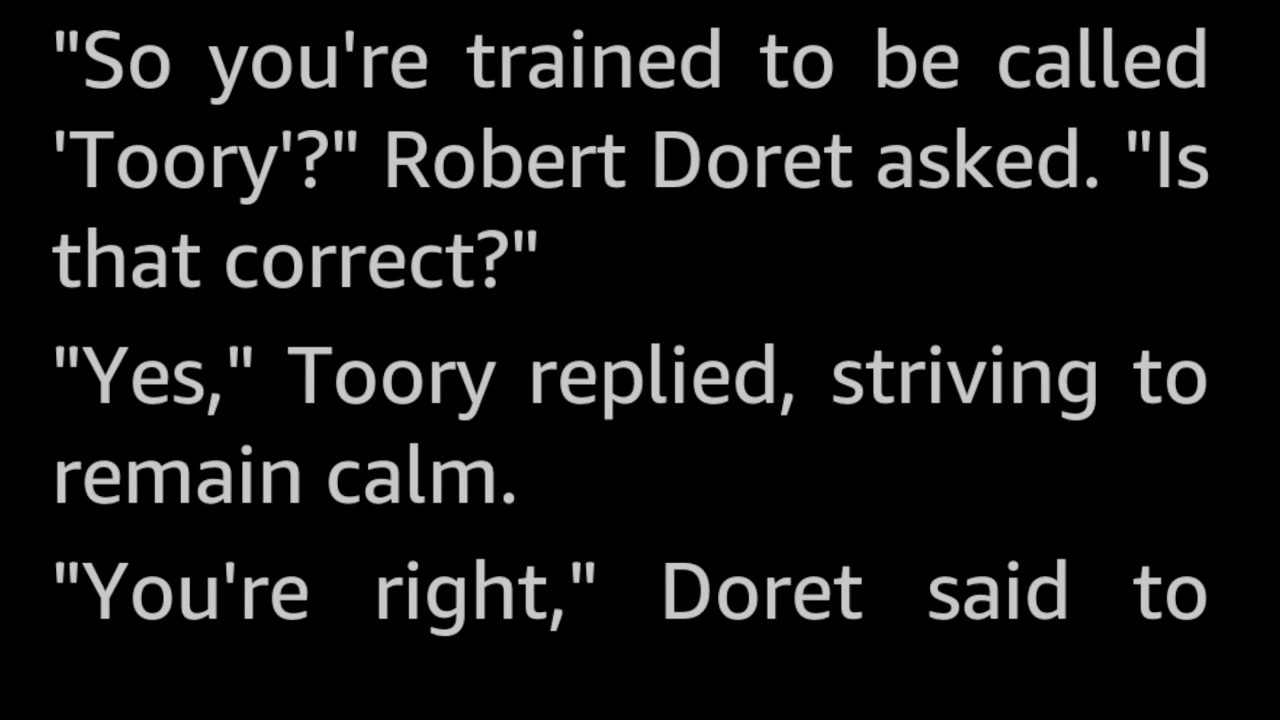 "So you're trained to be called
'Toory'?" Robert Doret asked. "Is
that correct?"
"Yes," Toory replied, striving to
remain calm.
"You're right," Doret said to